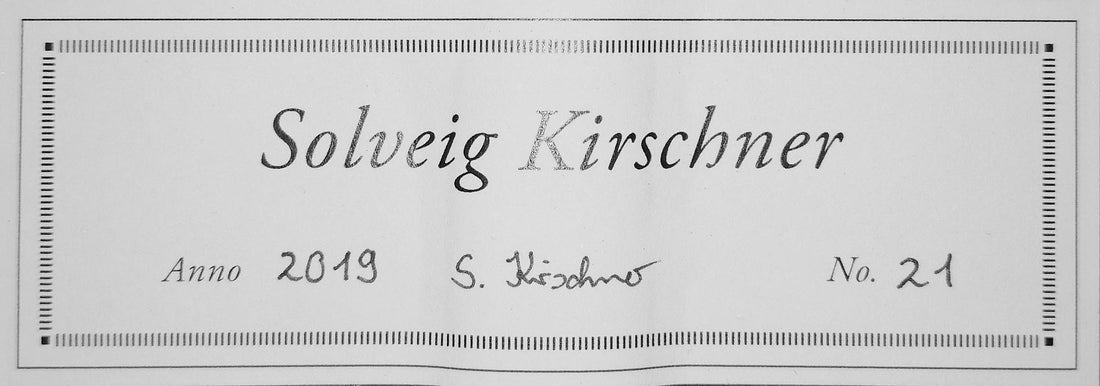 Solveig Kirschner
Anno 2019 S. Kirschner No. 21